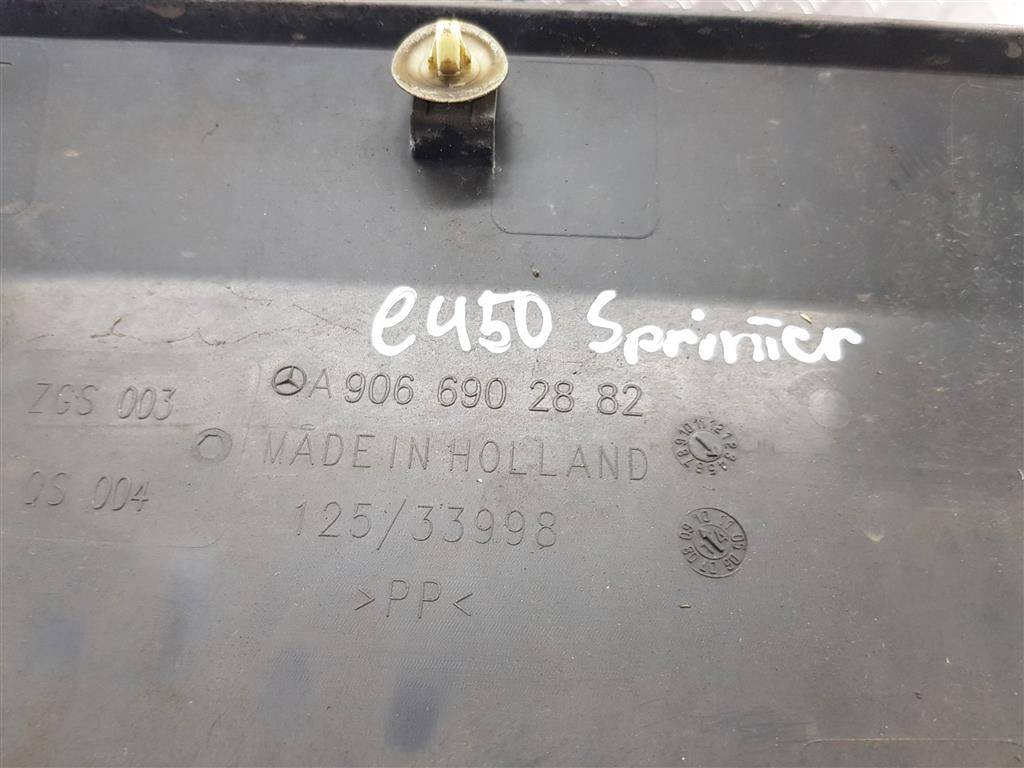 e450 Sprinter
A 906 690 28 82
ZGS 003
MADE IN HOLLAND
QS 004
125/33998
>PP<